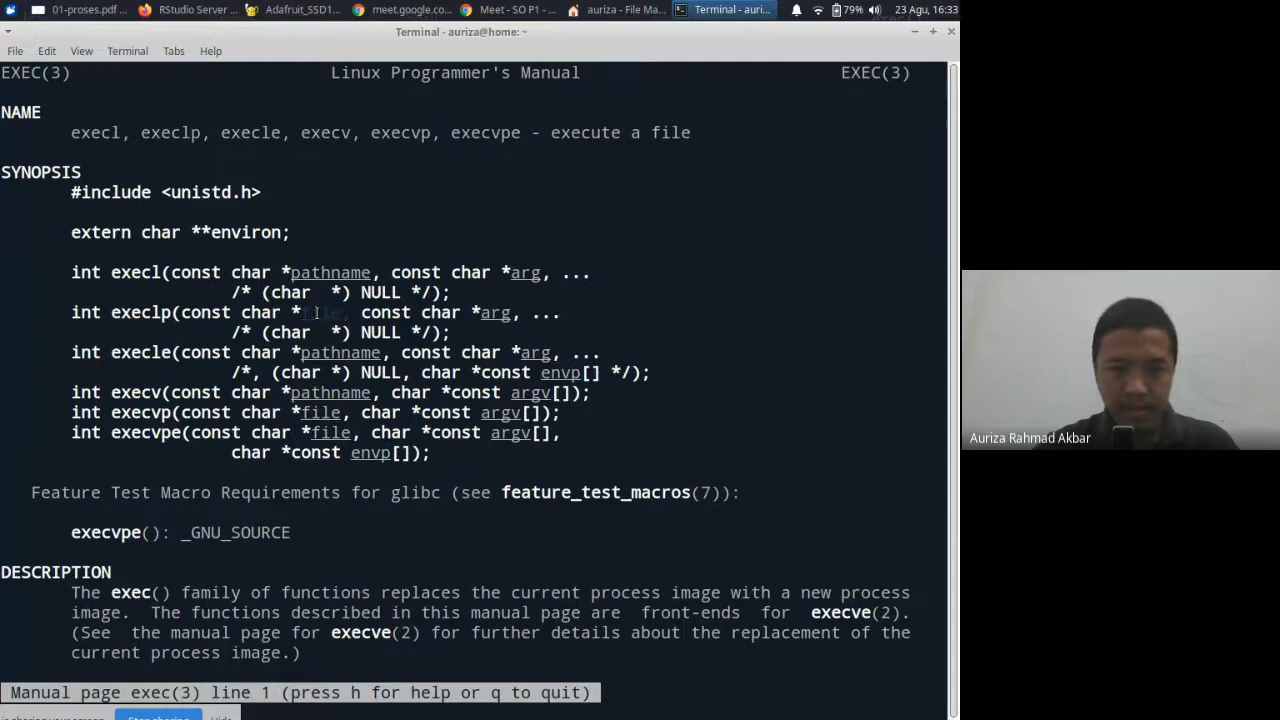 01-proses.pdf ...
RStudio Server ...
Adafruit_SSD1...
meet.google.co...
Meet - SO P1 - ...
auriza - File Ma...
Terminal - auri...
79%
23 Agu, 16:33
Terminal - auriza@home: ~
File Edit View Terminal Tabs Help
EXEC(3) Linux Programmer's Manual EXEC(3)
NAME
execl, execlp, execle, execv, execvp, execvpe - execute a file
SYNOPSIS
#include <unistd.h>
extern char **environ;
int execl(const char *pathname, const char *arg, ...
/* (char  *) NULL */);
int execlp(const char *file, const char *arg, ...
/* (char  *) NULL */);
int execle(const char *pathname, const char *arg, ...
/*, (char *) NULL, char *const envp[] */);
int execv(const char *pathname, char *const argv[]);
int execvp(const char *file, char *const argv[]);
int execvpe(const char *file, char *const argv[],
char *const envp[]);
Feature Test Macro Requirements for glibc (see feature_test_macros(7)):
execvpe(): _GNU_SOURCE
DESCRIPTION
The exec() family of functions replaces the current process image with a new process
image.  The functions described in this manual page are  front-ends  for  execve(2).
(See  the manual page for execve(2) for further details about the replacement of the
current process image.)
Manual page exec(3) line 1 (press h for help or q to quit)
Auriza Rahmad Akbar
is sharing your screen.
Stop sharing
Hide